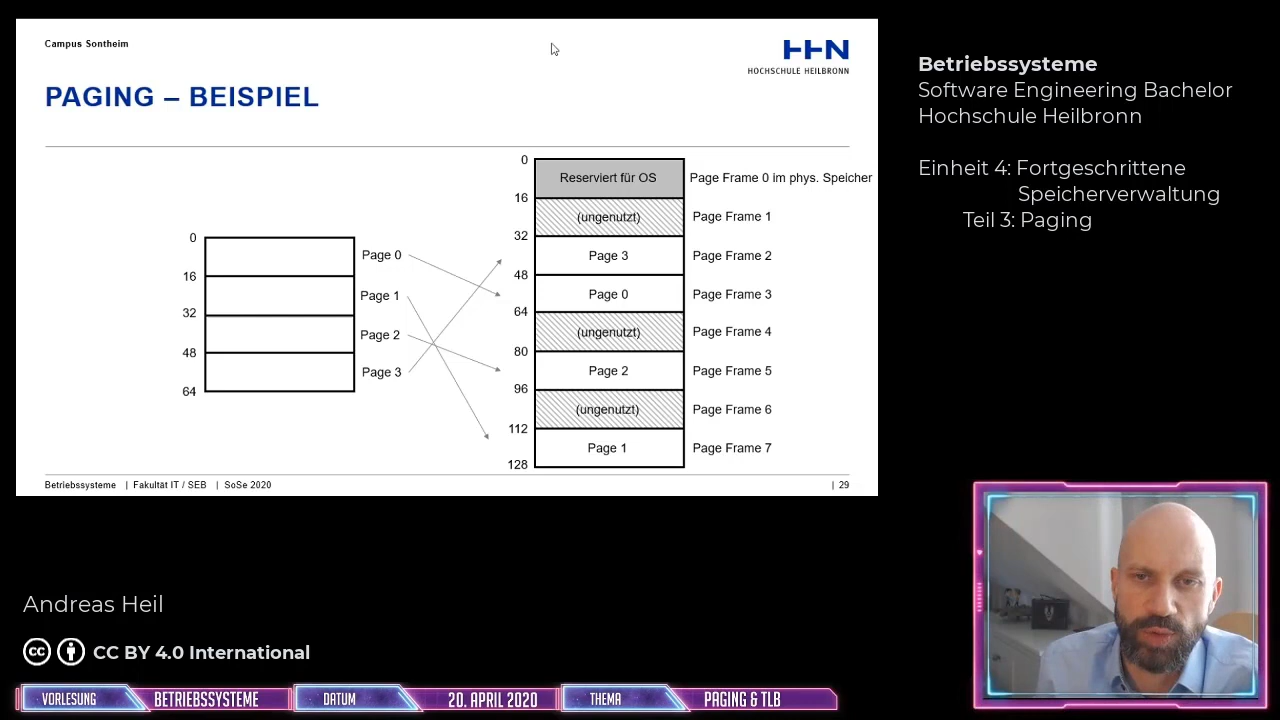 Campus Sontheim
HHN
HOCHSCHULE HEILBRONN
PAGING – BEISPIEL
0
16
32
48
64
Page 0
Page 1
Page 2
Page 3
0
Reserviert für OS
Page Frame 0 im phys. Speicher
16
(ungenutzt)
Page Frame 1
32
Page 3
Page Frame 2
48
Page 0
Page Frame 3
64
(ungenutzt)
Page Frame 4
80
Page 2
Page Frame 5
96
(ungenutzt)
Page Frame 6
112
Page 1
Page Frame 7
128
Betriebssysteme | Fakultät IT / SEB | SoSe 2020
| 29
Betriebssysteme
Software Engineering Bachelor
Hochschule Heilbronn
Einheit 4: Fortgeschrittene
Speicherverwaltung
Teil 3: Paging
Andreas Heil
cc
CC BY 4.0 International
VORLESUNG
BETRIEBSSYSTEME
DATUM
20. APRIL 2020
THEMA
PAGING & TLB